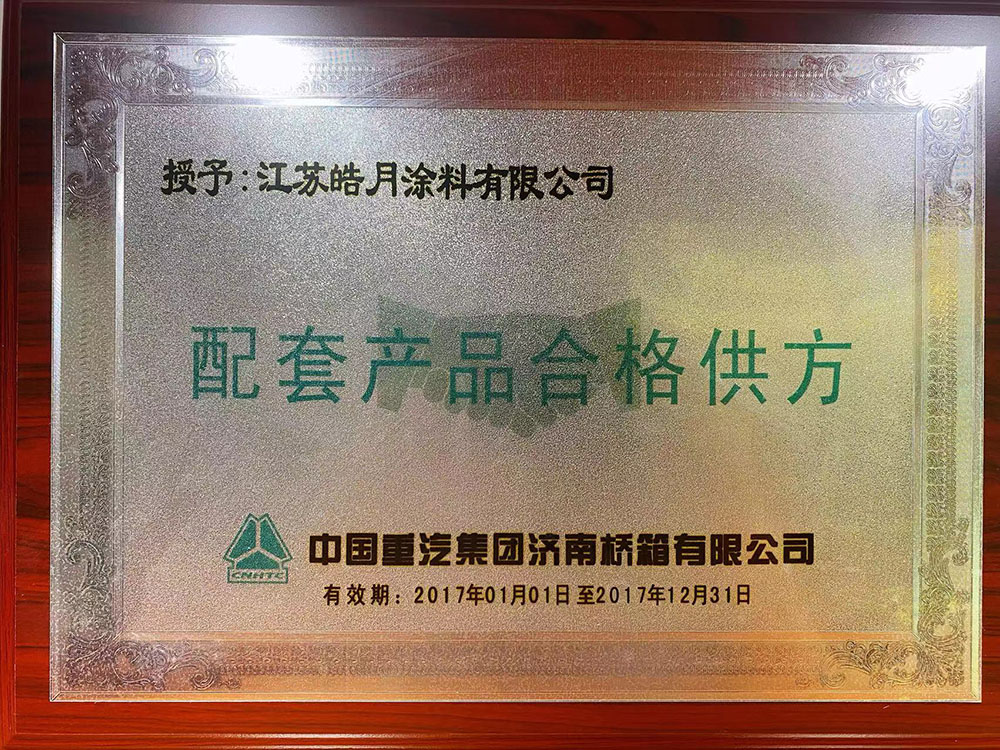 授予:江苏皓月涂料有限公司
配套产品合格供方
CNHTC
中国重汽集团济南桥箱有限公司
有效期：2017年01月01日至2017年12月31日